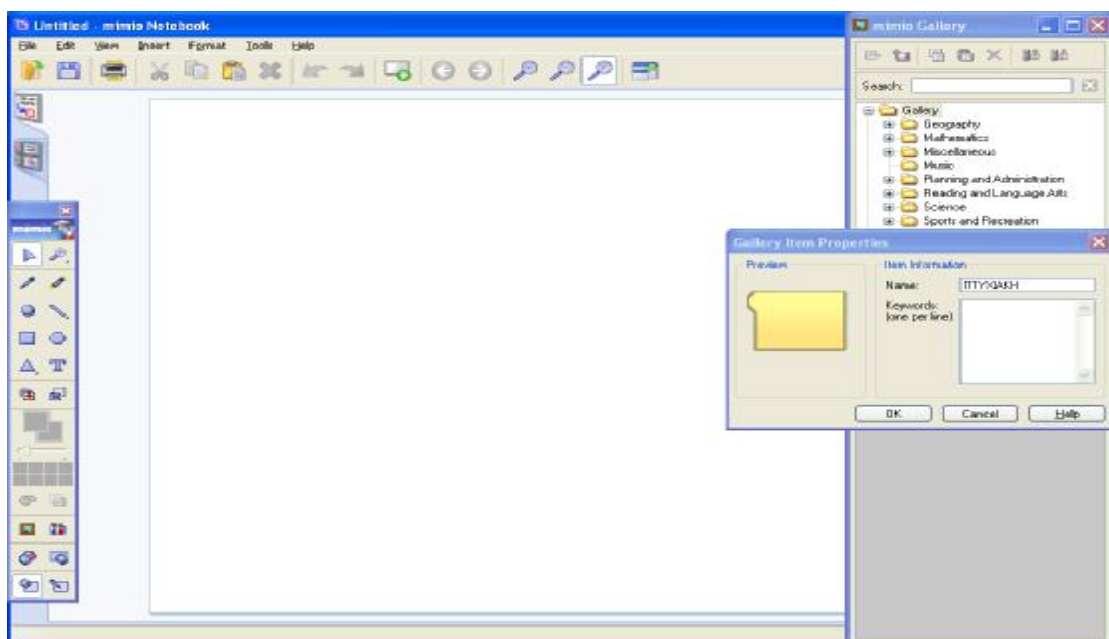 Untitled - mimio Notebook
File Edit View Insert Format Tools Help
mimio Gallery
Search:
Gallery
Geography
Mathematics
Miscellaneous
Music
Planning and Administration
Reading and Language Arts
Science
Sports and Recreation
mimio
Gallery Item Properties
Preview
Item Information
Name:
Keywords:
(one per line)
OK Cancel Help